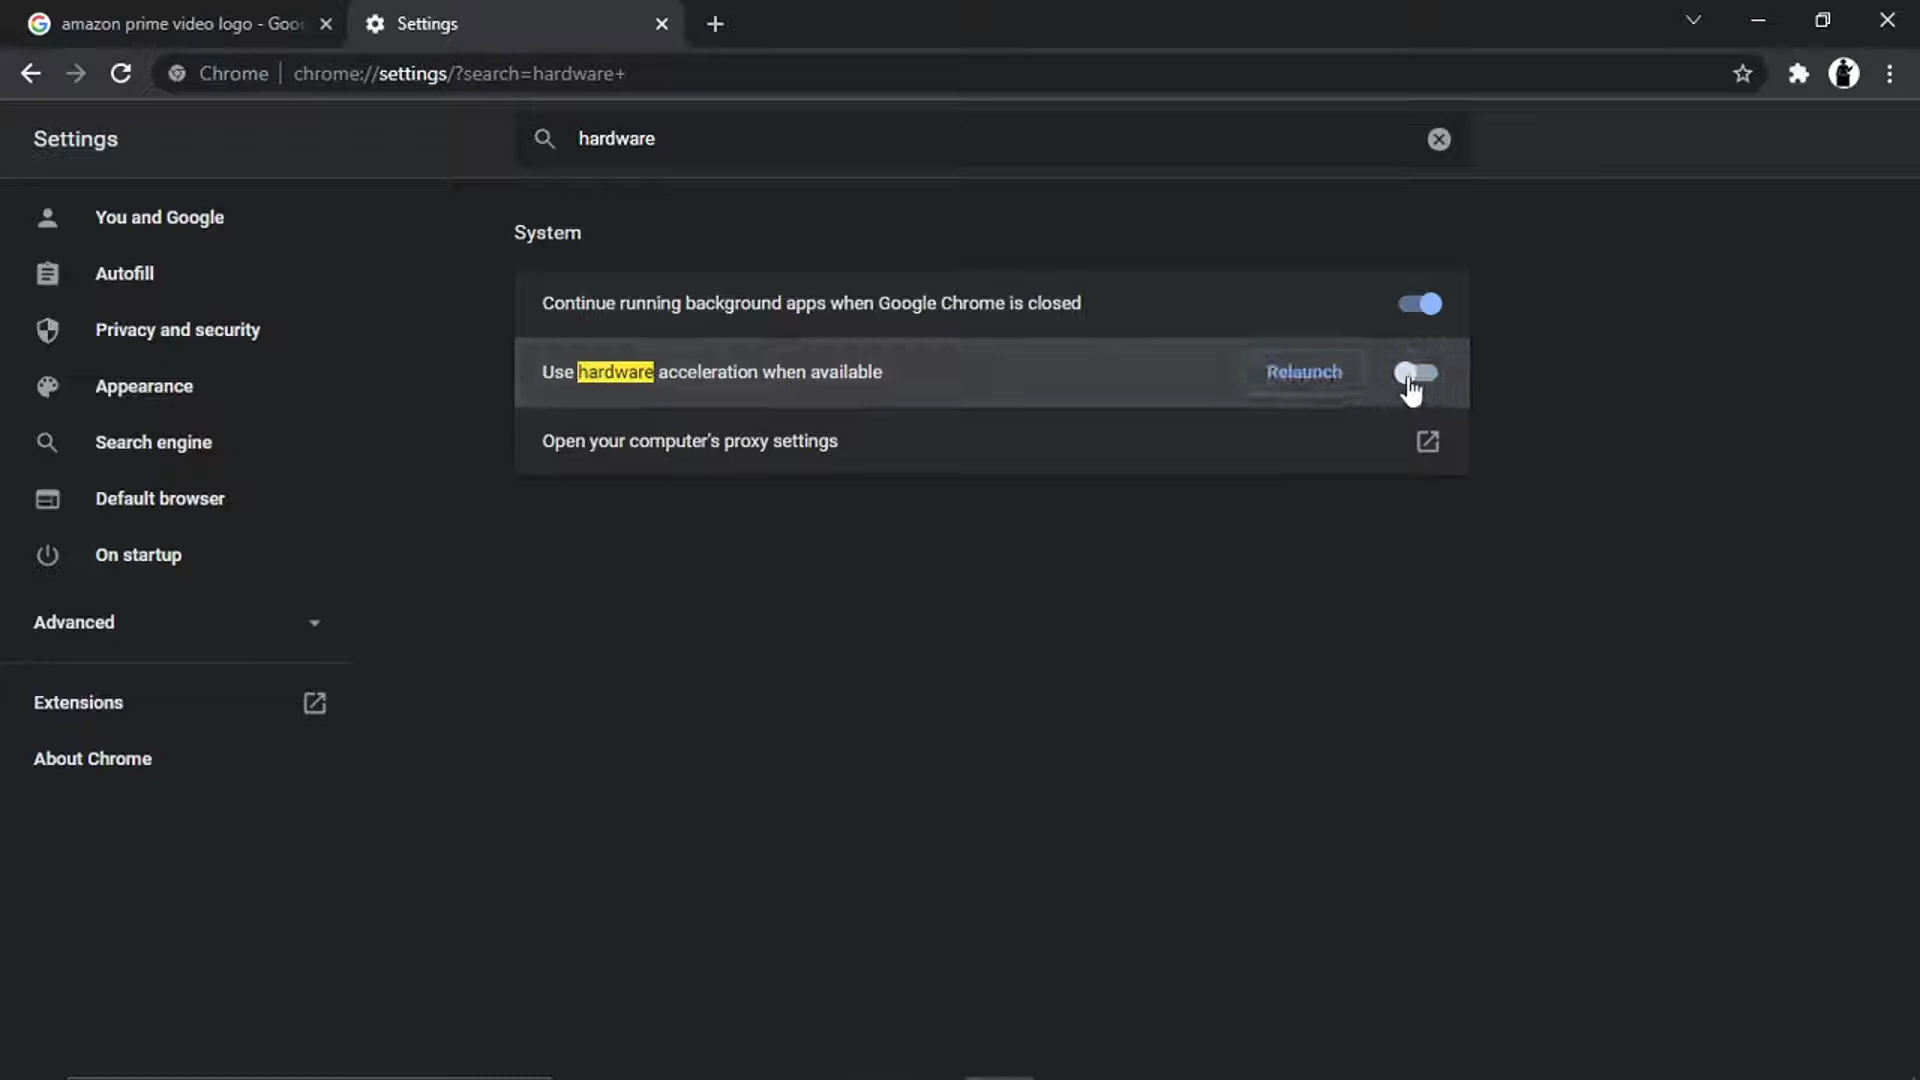 amazon prime video logo - Goo
Settings
Chrome | chrome://settings/?search=hardware+
Settings
hardware
You and Google
Autofill
Privacy and security
Appearance
Search engine
Default browser
On startup
Advanced
Extensions
About Chrome
System
Continue running background apps when Google Chrome is closed
Use hardware acceleration when available Relaunch
Open your computer's proxy settings